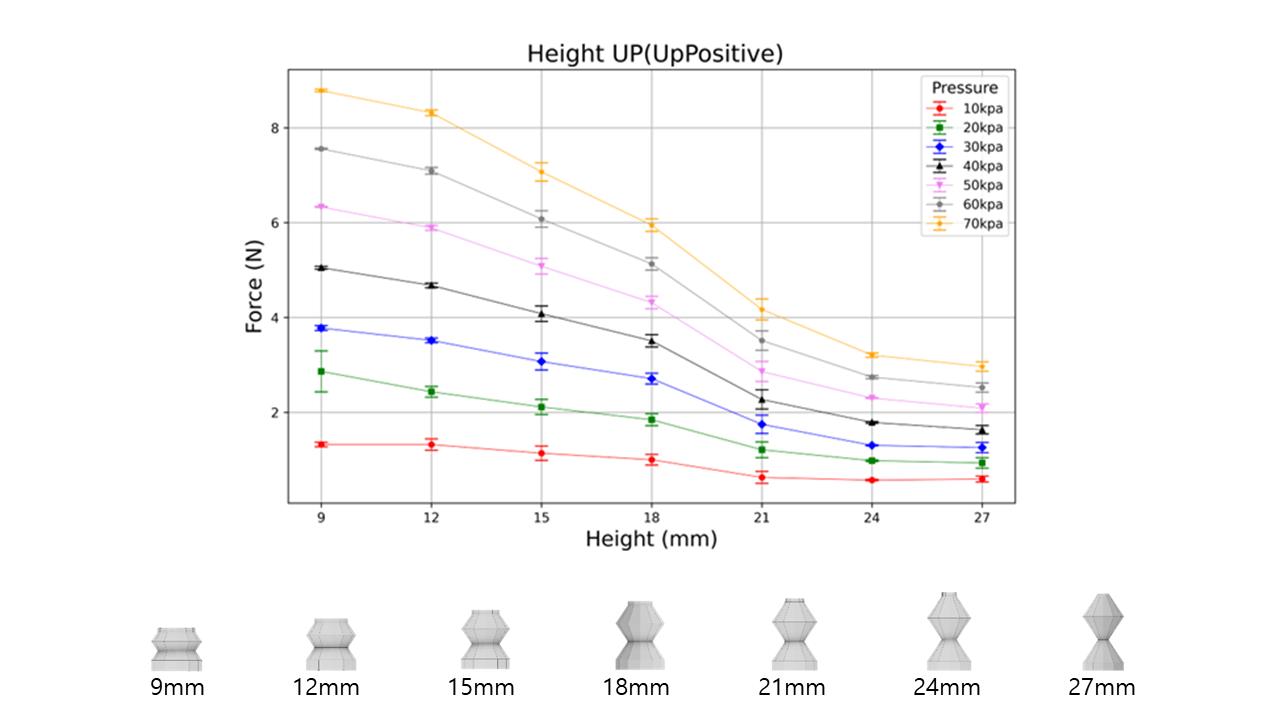 Height UP(UpPositive)
Pressure
10kpa
20kpa
30kpa
40kpa
50kpa
60kpa
70kpa
8
6
4
2
Force (N)
9 12 15 18 21 24 27
Height (mm)
9mm 12mm 15mm 18mm 21mm 24mm 27mm